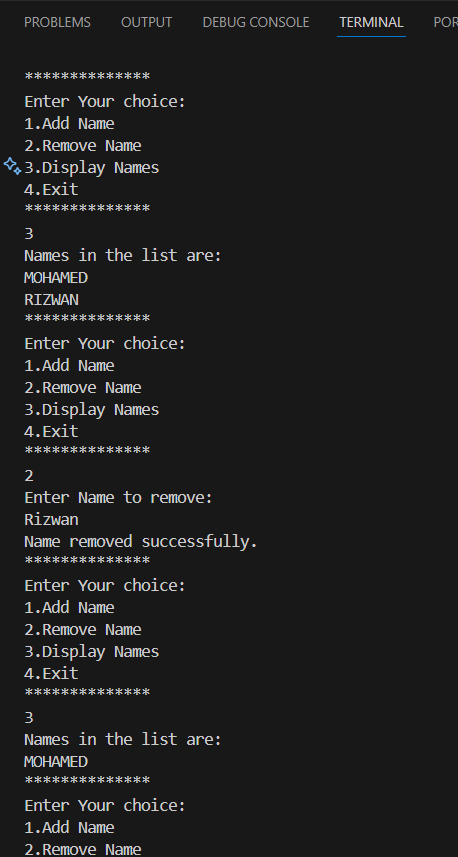 PROBLEMS OUTPUT DEBUG CONSOLE TERMINAL POR
**************
Enter Your choice:
1.Add Name
2.Remove Name
3.Display Names
4.Exit
**************
3
Names in the list are:
MOHAMED
RIZWAN
**************
Enter Your choice:
1.Add Name
2.Remove Name
3.Display Names
4.Exit
**************
2
Enter Name to remove:
Rizwan
Name removed successfully.
**************
Enter Your choice:
1.Add Name
2.Remove Name
3.Display Names
4.Exit
**************
3
Names in the list are:
MOHAMED
**************
Enter Your choice:
1.Add Name
2.Remove Name